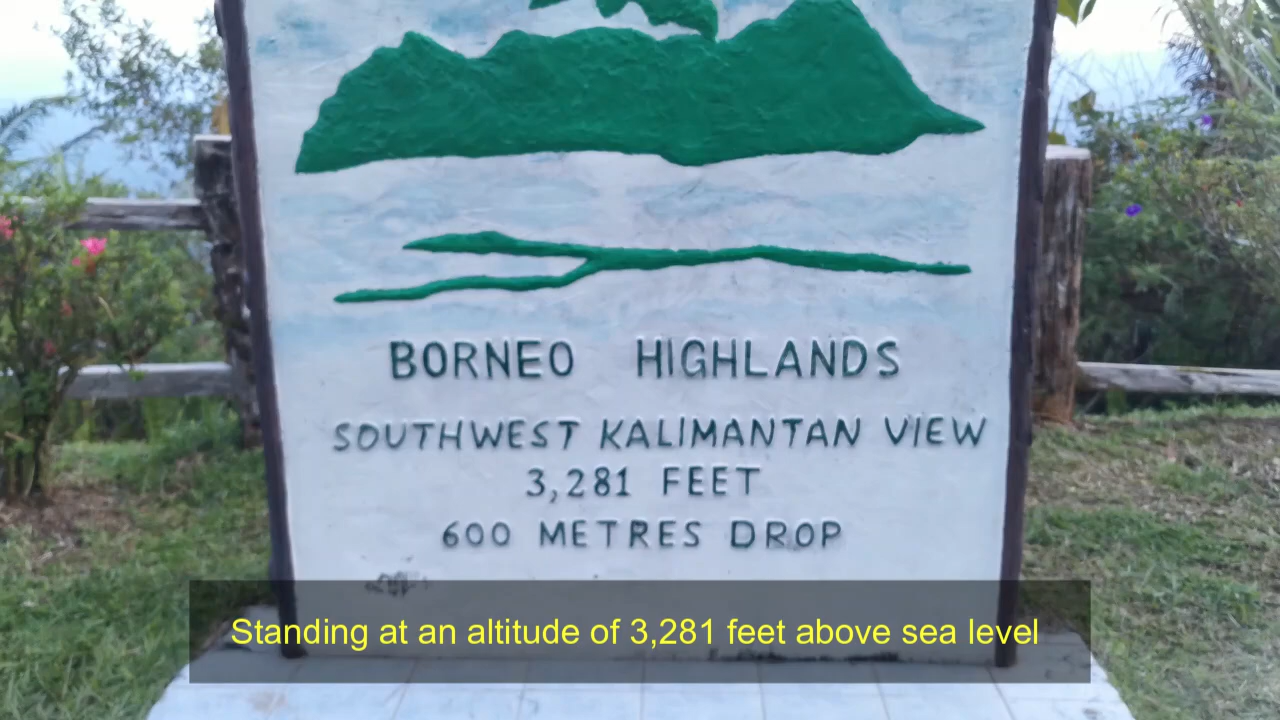 BORNEO HIGHLANDS
SOUTHWEST KALIMANTAN VIEW
3,281 FEET
600 METRES DROP
Standing at an altitude of 3,281 feet above sea level